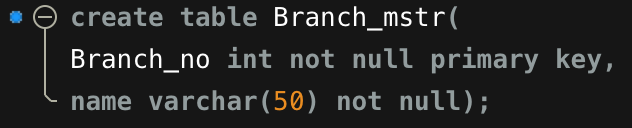 create table Branch_mstr(
Branch_no int not null primary key,
name varchar(50) not null);